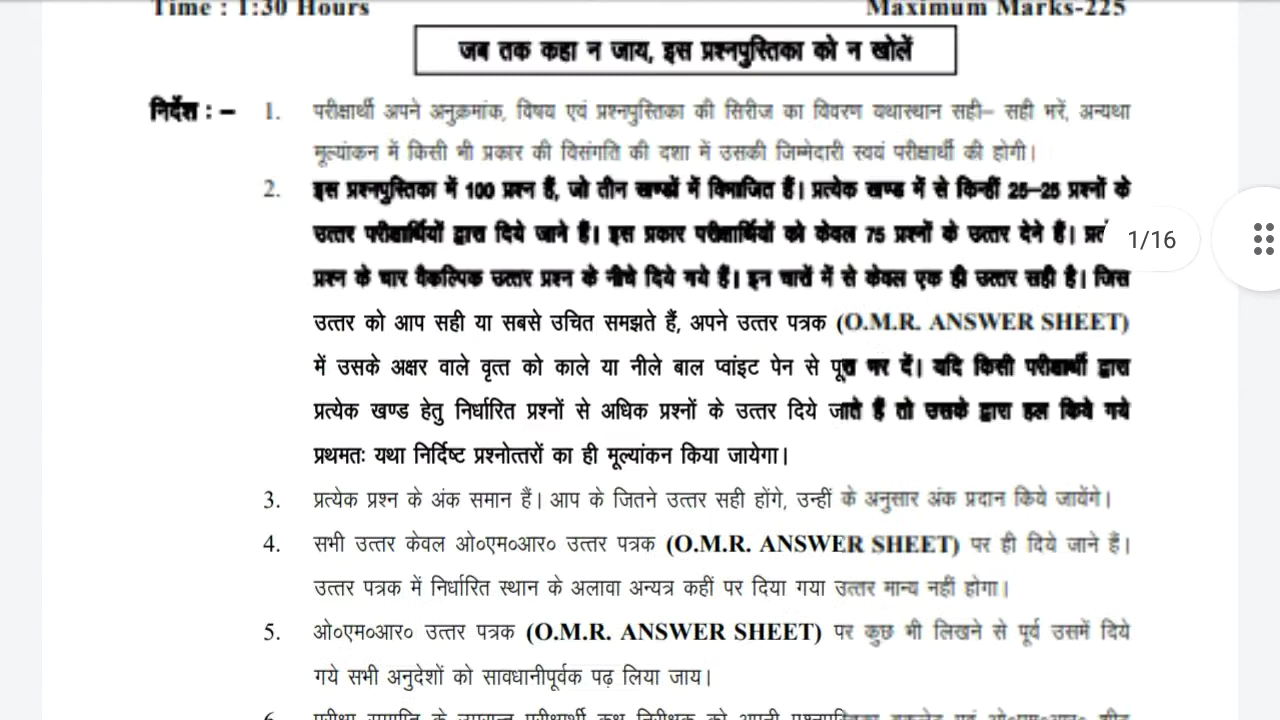 Time : 1:30 Hours Maximum Marks-225
जब तक कहा न जाय, इस प्रश्नपुस्तिका को न खोलें
निर्देश : – 1. परीक्षार्थी अपने अनुक्रमांक, विषय एवं प्रश्नपुस्तिका की सिरीज का विवरण यथास्थान सही– सही भरें, अन्यथा
मूल्यांकन में किसी भी प्रकार की विसंगति की दशा में उसकी जिम्मेदारी स्वयं परीक्षार्थी की होगी।
2. इस प्रश्नपुस्तिका में 100 प्रश्न हैं, जो तीन खण्डों में विभाजित हैं। प्रत्येक खण्ड में से किन्हीं 25–25 प्रश्नों के
उत्तर परीक्षार्थियों द्वारा दिये जाने हैं। इस प्रकार परीक्षार्थियों को केवल 75 प्रश्नों के उत्तर देने हैं।
1/16
प्रश्न के चार वैकल्पिक उत्तर प्रश्न के नीचे दिये गये हैं। इन चारों में से केवल एक ही उत्तर सही है। जिस
उत्तर को आप सही या सबसे उचित समझते हैं, अपने उत्तर पत्रक (O.M.R. ANSWER SHEET)
में उसके अक्षर वाले वृत्त को काले या नीले बाल प्वांइट पेन से पूरा भर दें। यदि किसी परीक्षार्थी द्वारा
प्रत्येक खण्ड हेतु निर्धारित प्रश्नों से अधिक प्रश्नों के उत्तर दिये जाते हैं तो उसके द्वारा हल किये गये
प्रथमतः यथा निर्दिष्ट प्रश्नोत्तरों का ही मूल्यांकन किया जायेगा।
3. प्रत्येक प्रश्न के अंक समान हैं। आप के जितने उत्तर सही होंगे, उन्हीं के अनुसार अंक प्रदान किये जायेंगे।
4. सभी उत्तर केवल ओ०एम०आर० उत्तर पत्रक (O.M.R. ANSWER SHEET) पर ही दिये जाने हैं।
उत्तर पत्रक में निर्धारित स्थान के अलावा अन्यत्र कहीं पर दिया गया उत्तर मान्य नहीं होगा।
5. ओ०एम०आर० उत्तर पत्रक (O.M.R. ANSWER SHEET) पर कुछ भी लिखने से पूर्व उसमें दिये
गये सभी अनुदेशों को सावधानीपूर्वक पढ़ लिया जाय।